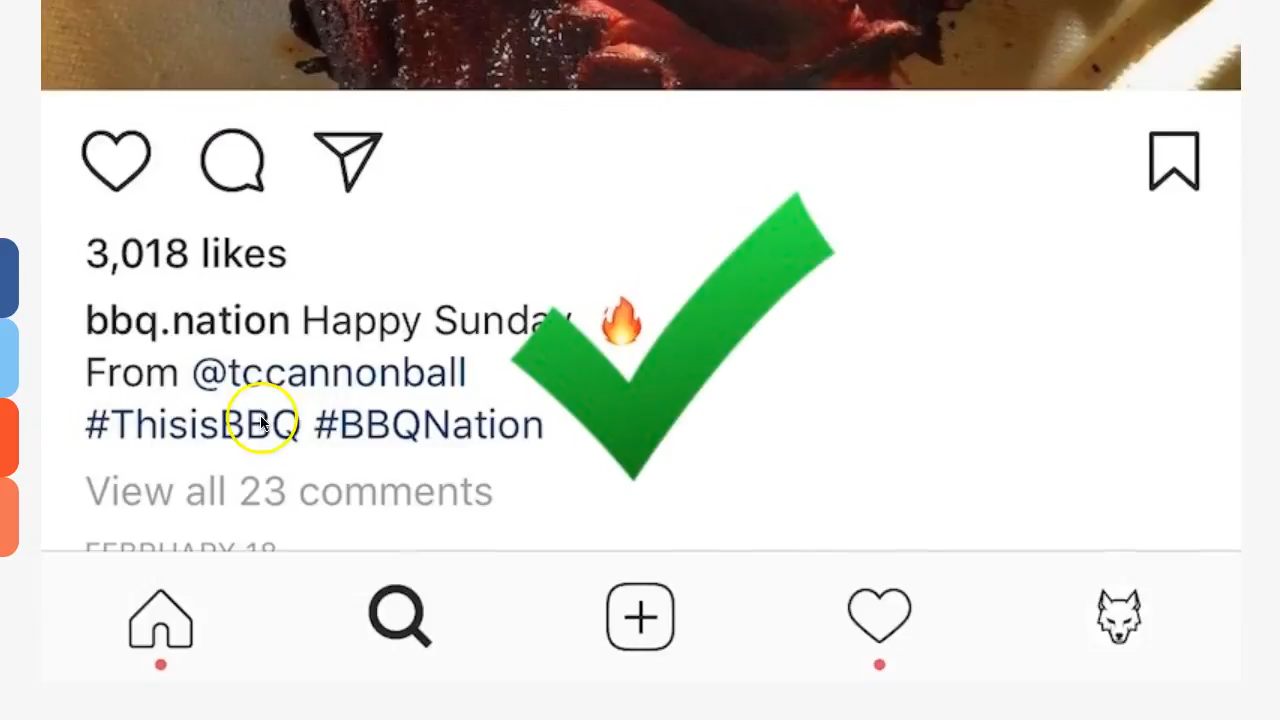 3,018 likes
bbq.nation Happy Sunday 🔥
From @tccannonball
#ThisisBBQ #BBQNation
View all 23 comments
FEBRUARY 18